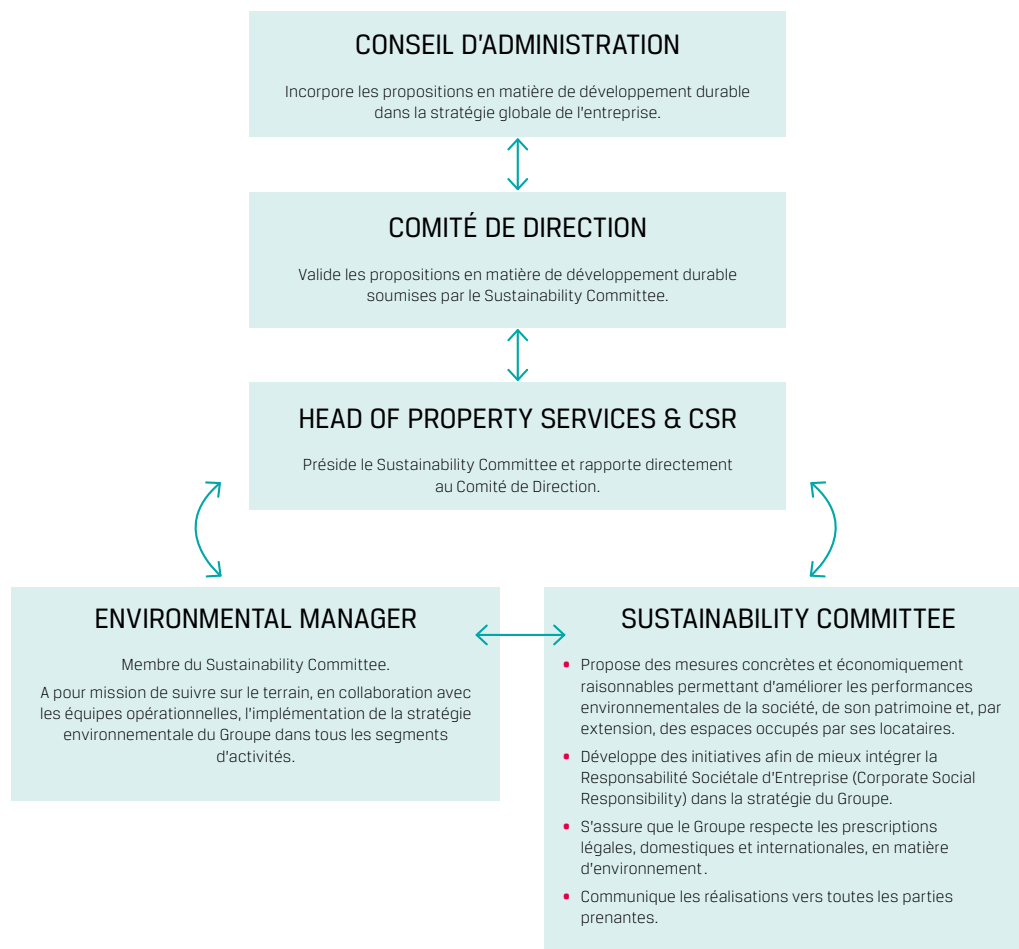 CONSEIL D'ADMINISTRATION
Incorpore les propositions en matière de développement durable
dans la stratégie globale de l'entreprise.
COMITÉ DE DIRECTION
Valide les propositions en matière de développement durable
soumises par le Sustainability Committee.
HEAD OF PROPERTY SERVICES & CSR
Préside le Sustainability Committee et rapporte directement
au Comité de Direction.
ENVIRONMENTAL MANAGER
Membre du Sustainability Committee.
A pour mission de suivre sur le terrain, en collaboration avec
les équipes opérationnelles, l'implémentation de la stratégie
environnementale du Groupe dans tous les segments
d'activités.
SUSTAINABILITY COMMITTEE
• Propose des mesures concrètes et économiquement
raisonnables permettant d'améliorer les performances
environnementales de la société, de son patrimoine et, par
extension, des espaces occupés par ses locataires.
• Développe des initiatives afin de mieux intégrer la
Responsabilité Sociétale d'Entreprise (Corporate Social
Responsibility) dans la stratégie du Groupe.
• S'assure que le Groupe respecte les prescriptions
légales, domestiques et internationales, en matière
d'environnement.
• Communique les réalisations vers toutes les parties
prenantes.